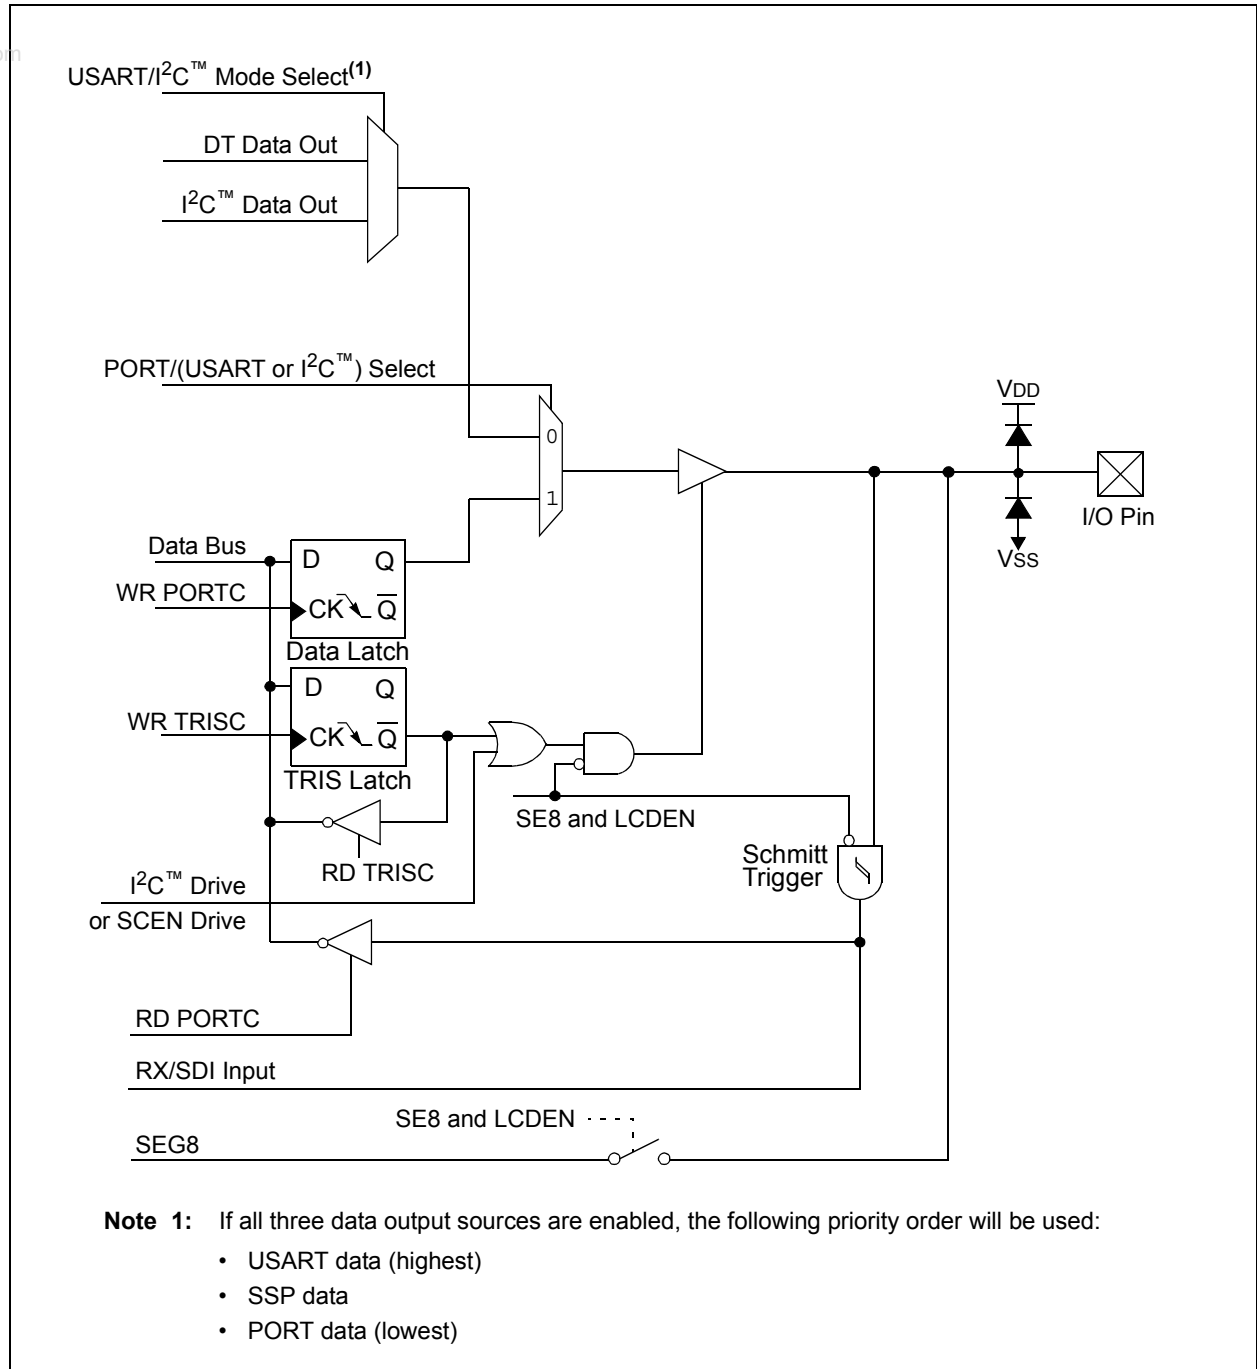 om
USART/I²C™ Mode Select(1)
DT Data Out
I²C™ Data Out
PORT/(USART or I²C™) Select
VDD
0
1
I/O Pin
VSS
Data Bus
D Q
WR PORTC
CK Q̅
Data Latch
D Q
WR TRISC
CK Q̅
TRIS Latch
SE8 and LCDEN
RD TRISC
Schmitt
Trigger
I²C™ Drive
or SCEN Drive
RD PORTC
RX/SDI Input
SE8 and LCDEN
SEG8
Note 1: If all three data output sources are enabled, the following priority order will be used:
• USART data (highest)
• SSP data
• PORT data (lowest)